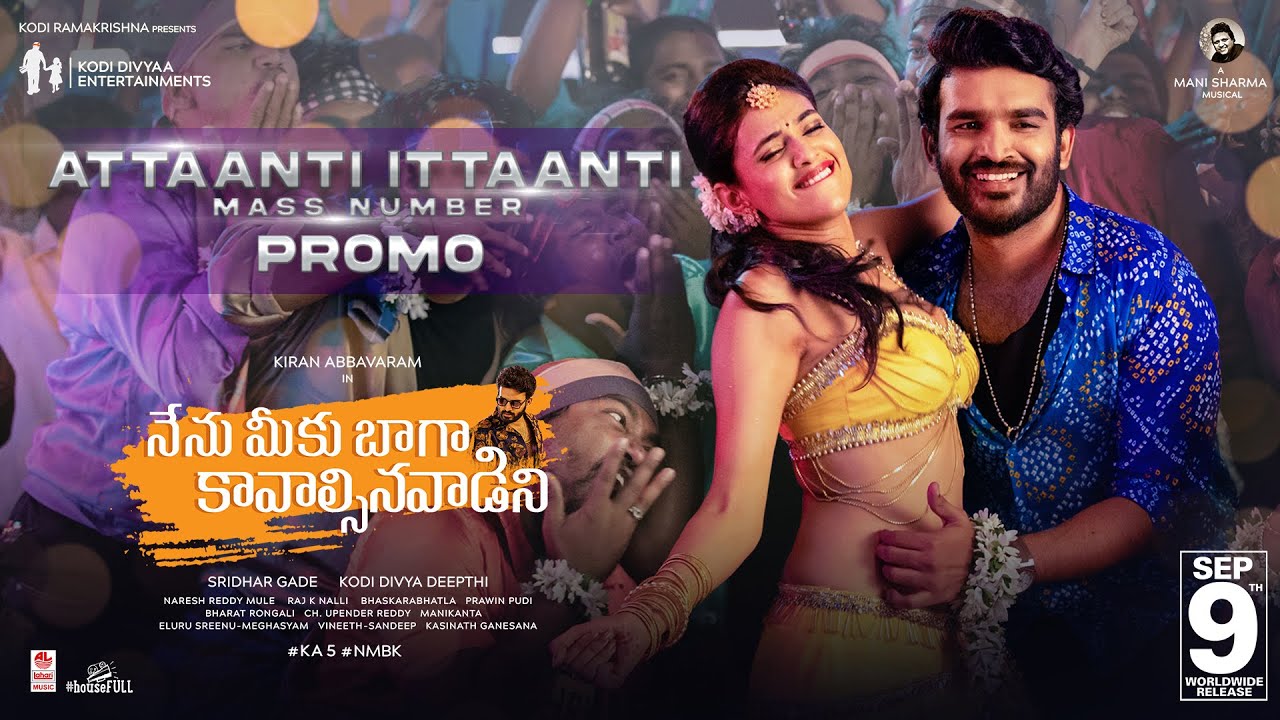 KODI RAMAKRISHNA PRESENTS
KODI DIVYAA
ENTERTAINMENTS
A
MANI SHARMA
MUSICAL
ATTAANTI ITTAANTI
MASS NUMBER
PROMO
KIRAN ABBAVARAM
IN
నేను మీకు బాగా
కావాల్సినవాడిని
SRIDHAR GADE KODI DIVYA DEEPTHI
NARESH REDDY MULE RAJ K NALLI BHASKARABHATLA PRAWIN PUDI
BHARAT RONGALI CH. UPENDER REDDY MANIKANTA
ELURU SREENU-MEGHASYAM VINEETH-SANDEEP KASINATH GANESANA
#KA 5 #NMBK
lahari
MUSIC
#houseFULL
SEP
9TH
WORLDWIDE
RELEASE